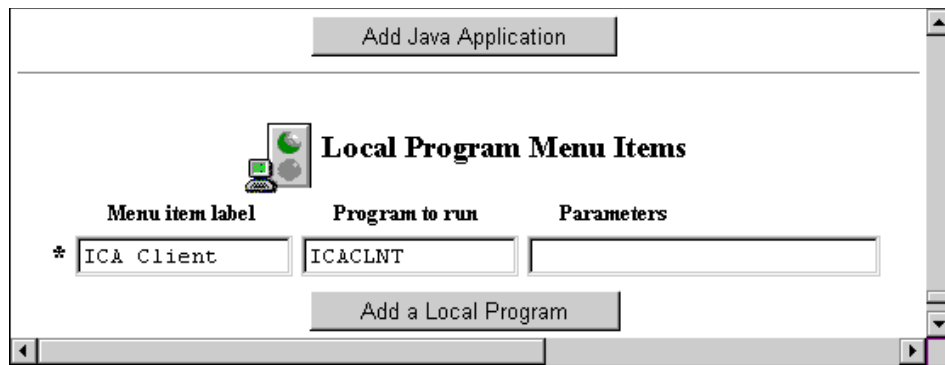 Add Java Application
Local Program Menu Items
Menu item label Program to run Parameters
* ICA Client ICACLNT
Add a Local Program